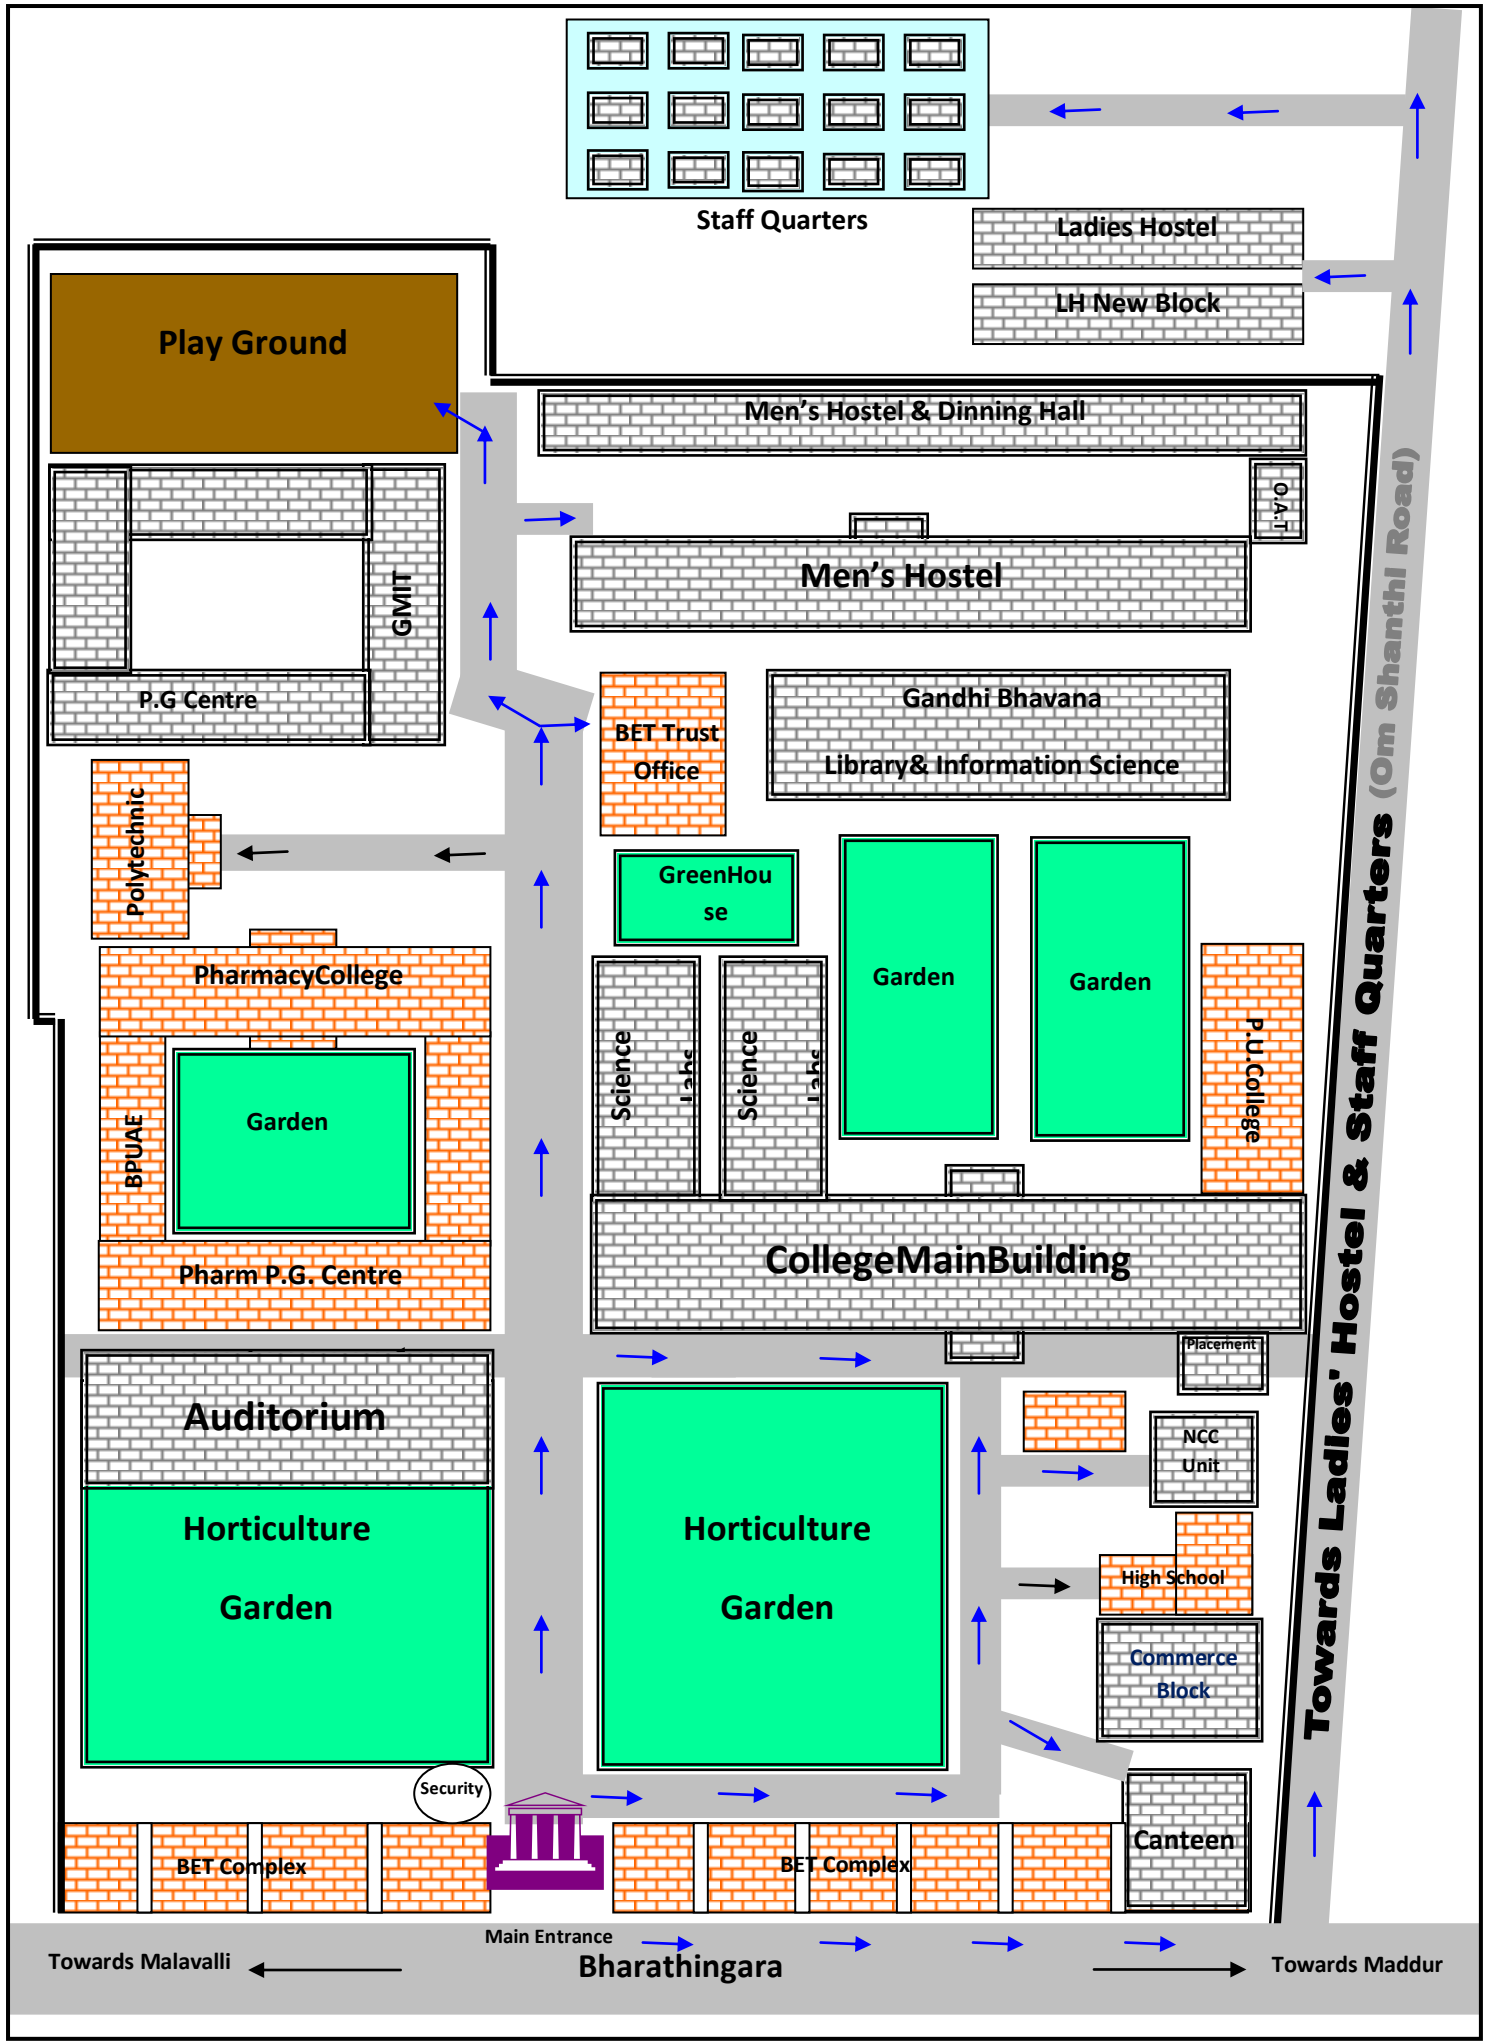 Staff Quarters
Ladies Hostel
LH New Block
Play Ground
Men’s Hostel & Dinning Hall
O.A.T
Men’s Hostel
GMIT
P.G Centre
Gandhi Bhavana
Library& Information Science
BET Trust
Office
Polytechnic
GreenHou
se
Garden
Garden
PharmacyCollege
Science
Science
P.U.College
Garden
BPUAE
CollegeMainBuilding
Pharm P.G. Centre
Placement
Auditorium
NCC
Unit
Horticulture
Garden
Horticulture
Garden
High School
Commerce
Block
Towards Ladies' Hostel & Staff Quarters (Om Shanthi Road)
Security
Canteen
BET Complex
BET Complex
Main Entrance
Towards Malavalli
Bharathingara
Towards Maddur